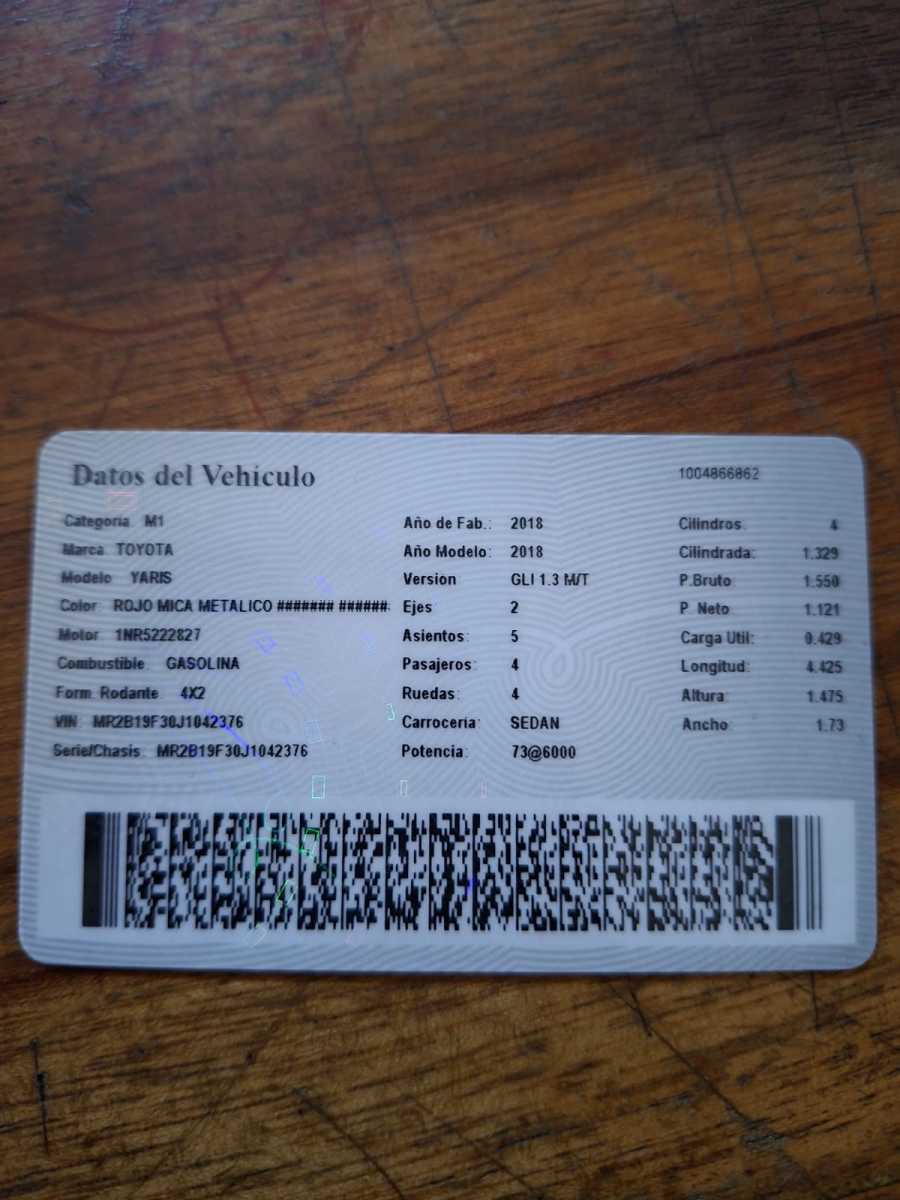 Datos del Vehículo 1004866862
Categoría M1 Año de Fab.: 2018 Cilindros 4
Marca TOYOTA Año Modelo: 2018 Cilindrada: 1.329
Modelo YARIS Version GLI 1.3 M/T P.Bruto 1.550
Color ROJO MICA METALICO ####### ###### Ejes 2 P. Neto 1.121
Motor 1NR5222827 Asientos: 5 Carga Util: 0.429
Combustible GASOLINA Pasajeros: 4 Longitud: 4.425
Form. Rodante 4X2 Ruedas: 4 Altura 1.475
VIN MR2B19F30J1042376 Carrocería: SEDAN Ancho 1.73
Serie/Chasis: MR2B19F30J1042376 Potencia: 73@6000